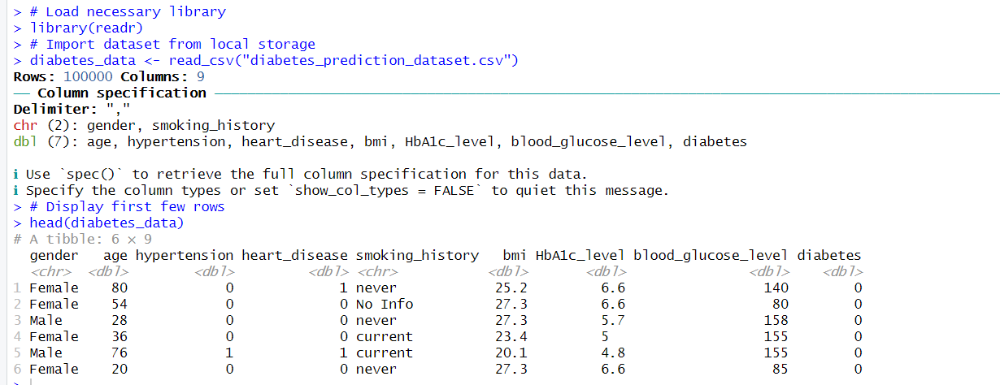 > # Load necessary library
> library(readr)
> # Import dataset from local storage
> diabetes_data <- read_csv("diabetes_prediction_dataset.csv")
Rows: 100000 Columns: 9
── Column specification ──────────────────────────────
Delimiter: ","
chr (2): gender, smoking_history
dbl (7): age, hypertension, heart_disease, bmi, HbA1c_level, blood_glucose_level, diabetes
ℹ Use `spec()` to retrieve the full column specification for this data.
ℹ Specify the column types or set `show_col_types = FALSE` to quiet this message.
> # Display first few rows
> head(diabetes_data)
# A tibble: 6 × 9
  gender   age hypertension heart_disease smoking_history   bmi HbA1c_level blood_glucose_level diabetes
  <chr>  <dbl>        <dbl>         <dbl> <chr>           <dbl>       <dbl>               <dbl>    <dbl>
1 Female    80            0             1 never            25.2         6.6                 140        0
2 Female    54            0             0 No Info          27.3         6.6                  80        0
3 Male      28            0             0 never            27.3         5.7                 158        0
4 Female    36            0             0 current          23.4         5                   155        0
5 Male      76            1             1 current          20.1         4.8                 155        0
6 Female    20            0             0 never            27.3         6.6                  85        0
>